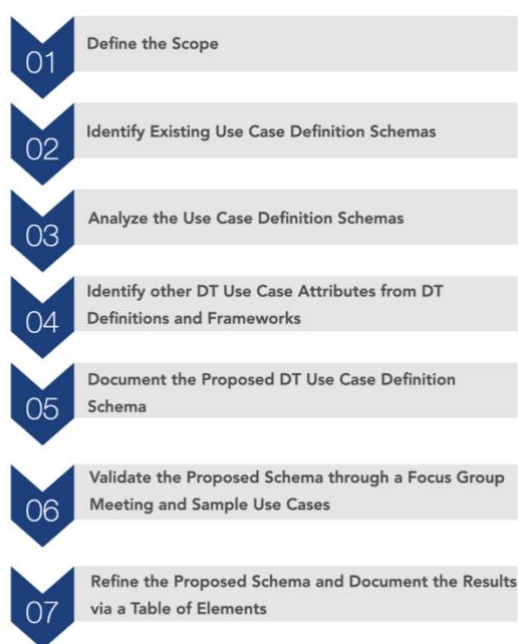 01
Define the Scope
02
Identify Existing Use Case Definition Schemas
03
Analyze the Use Case Definition Schemas
04
Identify other DT Use Case Attributes from DT
Definitions and Frameworks
05
Document the Proposed DT Use Case Definition
Schema
06
Validate the Proposed Schema through a Focus Group
Meeting and Sample Use Cases
07
Refine the Proposed Schema and Document the Results
via a Table of Elements